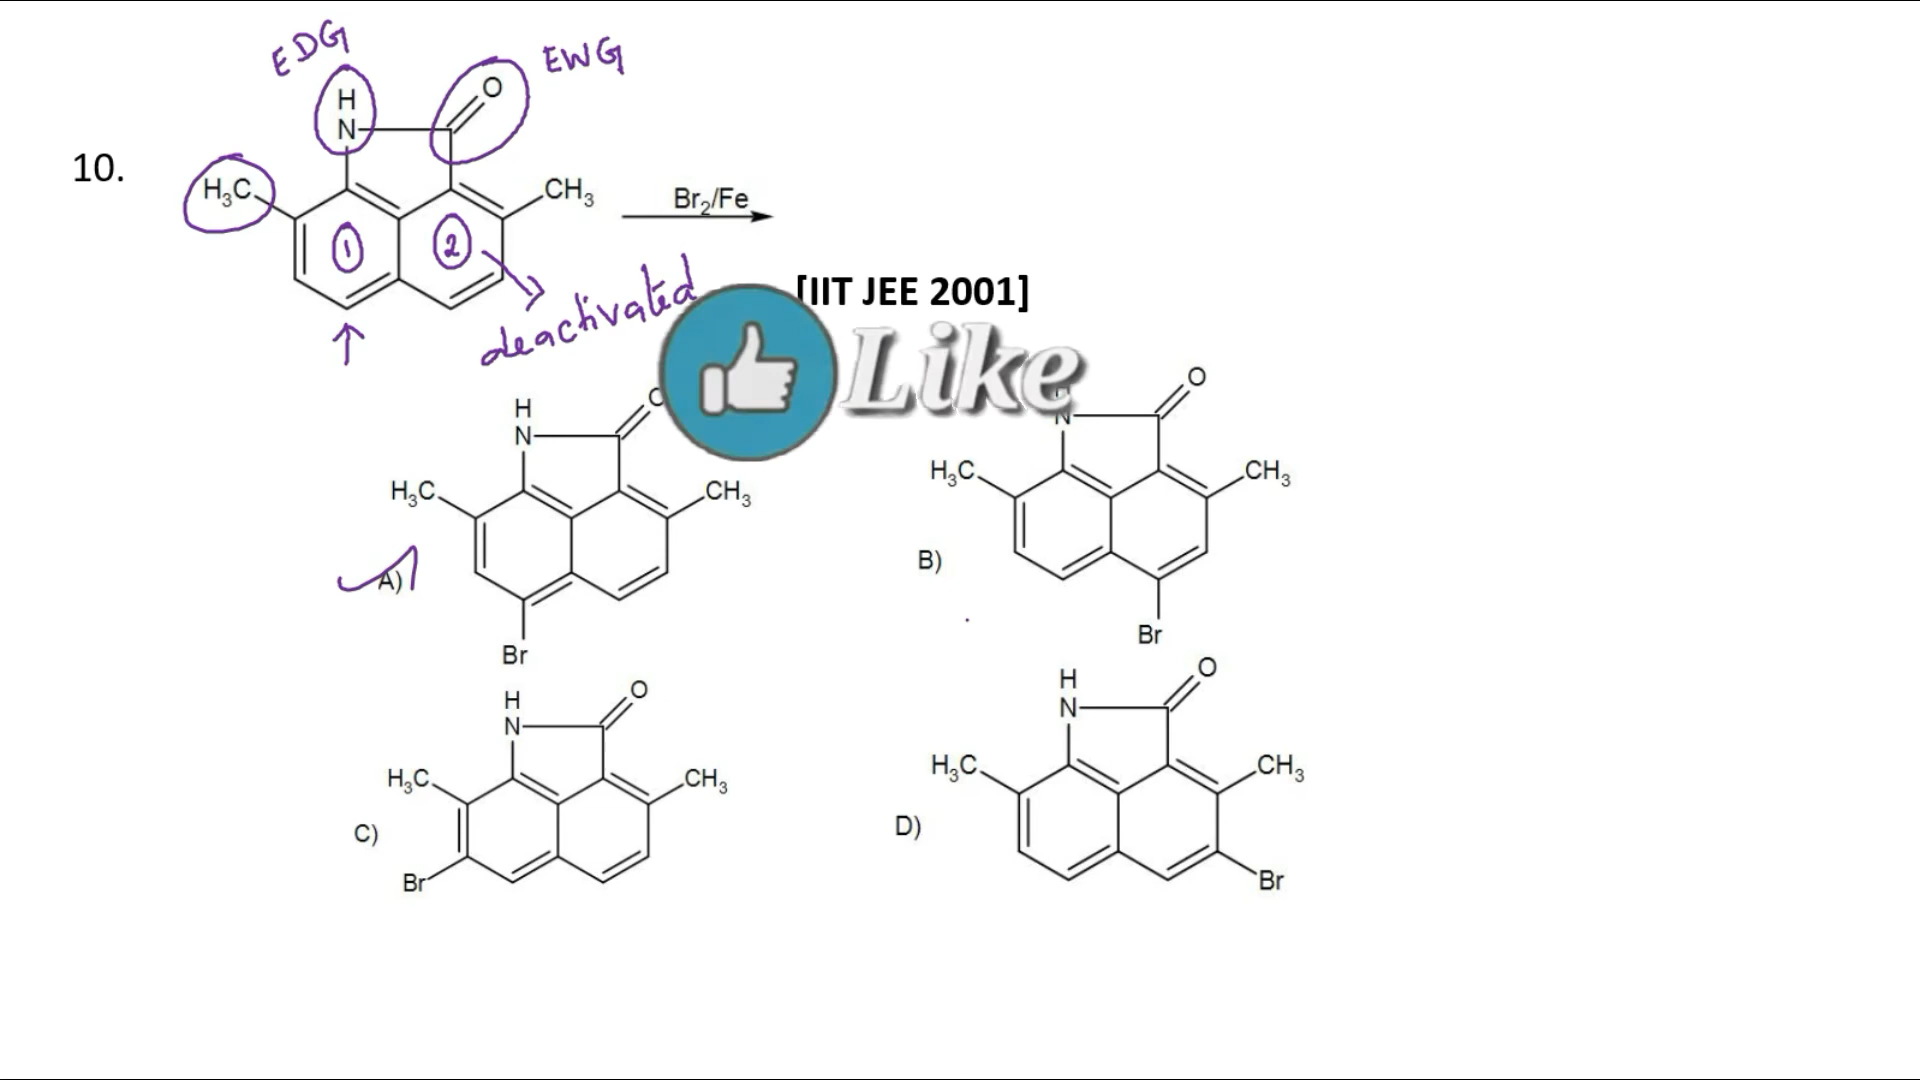 EDG
EWG
H
N
O
10.
H₃C
CH₃
1
2
Br₂/Fe
deactivated
[IIT JEE 2001]
Like
H
N
O
H₃C
CH₃
A)
Br
N
O
H₃C
CH₃
B)
Br
H
N
O
H₃C
CH₃
C)
Br
H
N
O
H₃C
CH₃
D)
Br